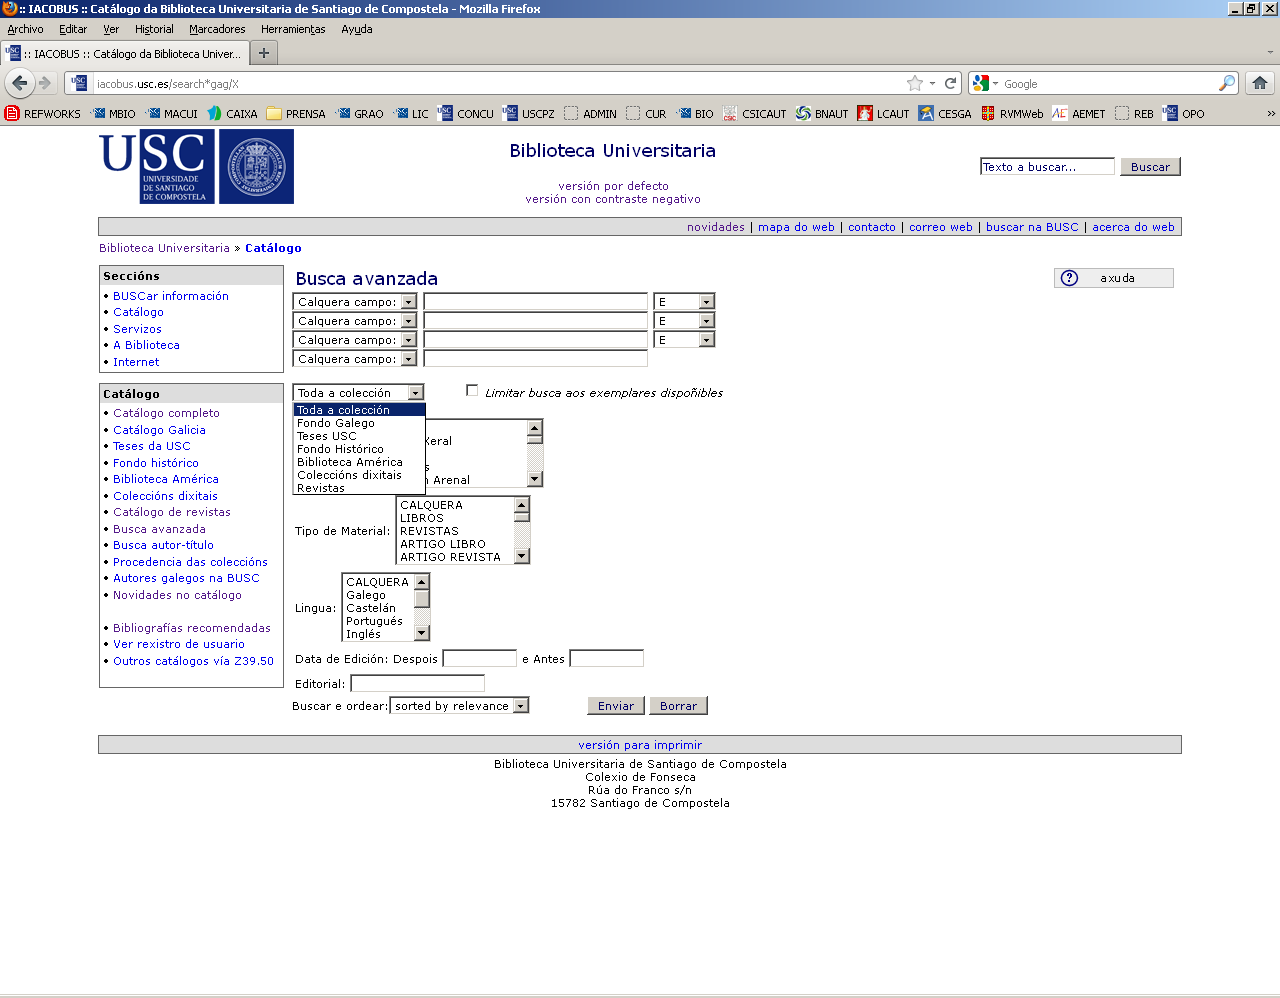 :: IACOBUS :: Catálogo da Biblioteca Universitaria de Santiago de Compostela - Mozilla Firefox
Archivo Editar Ver Historial Marcadores Herramientas Ayuda
:: IACOBUS :: Catálogo da Biblioteca Univer...
iacobus.usc.es/search*gag/X
Google
REFWORKS MBIO MACUI CAIXA PRENSA GRAO LIC CONCU USCPZ ADMIN CUR BIO CSICAUT BNAUT LCAUT CESGA RVMWeb AEMET REB OPO »
USC
UNIVERSIDADE
DE SANTIAGO
DE COMPOSTELA
Biblioteca Universitaria
versión por defecto
versión con contraste negativo
Texto a buscar... Buscar
novidades | mapa do web | contacto | correo web | buscar na BUSC | acerca do web
Biblioteca Universitaria » Catálogo
Seccións
• BUSCar información
• Catálogo
• Servizos
• A Biblioteca
• Internet
Catálogo
• Catálogo completo
• Catálogo Galicia
• Teses da USC
• Fondo histórico
• Biblioteca América
• Coleccións dixitais
• Catálogo de revistas
• Busca avanzada
• Busca autor-título
• Procedencia das coleccións
• Autores galegos na BUSC
• Novidades no catálogo
• Bibliografías recomendadas
• Ver rexistro de usuario
• Outros catálogos vía Z39.50
Busca avanzada
? axuda
Calquera campo: E
Calquera campo: E
Calquera campo: E
Calquera campo:
Toda a colección
Limitar busca aos exemplares dispoñibles
Toda a colección
Fondo Galego
Teses USC
Fondo Histórico
Biblioteca América
Coleccións dixitais
Revistas
Xeral
Arenal
Tipo de Material:
CALQUERA
LIBROS
REVISTAS
ARTIGO LIBRO
ARTIGO REVISTA
Lingua:
CALQUERA
Galego
Castelán
Portugués
Inglés
Data de Edición: Despois e Antes
Editorial:
Buscar e ordear: sorted by relevance Enviar Borrar
versión para imprimir
Biblioteca Universitaria de Santiago de Compostela
Colexio de Fonseca
Rúa do Franco s/n
15782 Santiago de Compostela